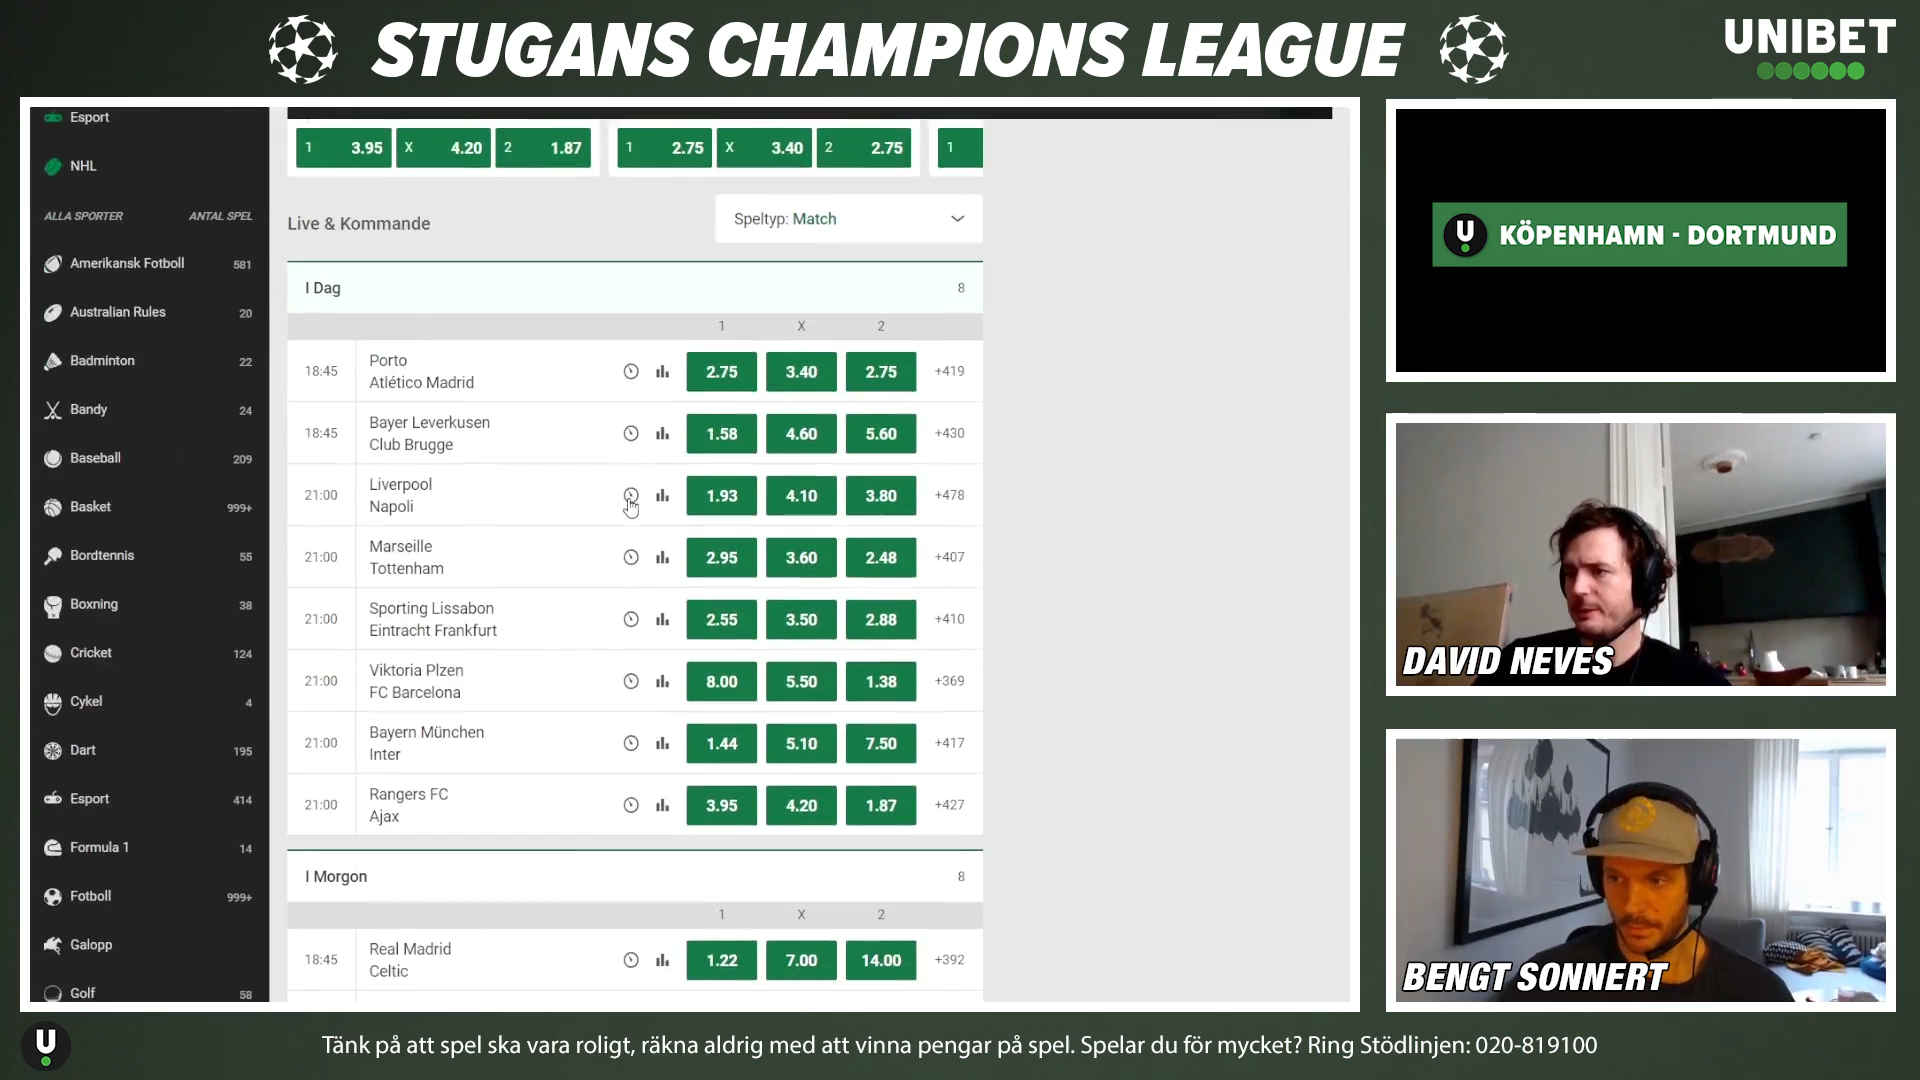 STUGANS CHAMPIONS LEAGUE
UNIBET
Esport
NHL
ALLA SPORTER ANTAL SPEL
Amerikansk Fotboll 581
Australian Rules 20
Badminton 22
Bandy 24
Baseball 209
Basket 999+
Bordtennis 55
Boxning 38
Cricket 124
Cykel 4
Dart 195
Esport 414
Formula 1 14
Fotboll 999+
Galopp
Golf 58
1 3.95 X 4.20 2 1.87 1 2.75 X 3.40 2 2.75 1
Live & Kommande
Speltyp: Match
I Dag 8
1 X 2
18:45 Porto
Atlético Madrid
2.75 3.40 2.75 +419
18:45 Bayer Leverkusen
Club Brugge
1.58 4.60 5.60 +430
21:00 Liverpool
Napoli
1.93 4.10 3.80 +478
21:00 Marseille
Tottenham
2.95 3.60 2.48 +407
21:00 Sporting Lissabon
Eintracht Frankfurt
2.55 3.50 2.88 +410
21:00 Viktoria Plzen
FC Barcelona
8.00 5.50 1.38 +369
21:00 Bayern München
Inter
1.44 5.10 7.50 +417
21:00 Rangers FC
Ajax
3.95 4.20 1.87 +427
I Morgon 8
1 X 2
18:45 Real Madrid
Celtic
1.22 7.00 14.00 +392
U KÖPENHAMN - DORTMUND
DAVID NEVES
BENGT SONNERT
U
Tänk på att spel ska vara roligt, räkna aldrig med att vinna pengar på spel. Spelar du för mycket? Ring Stödlinjen: 020-819100